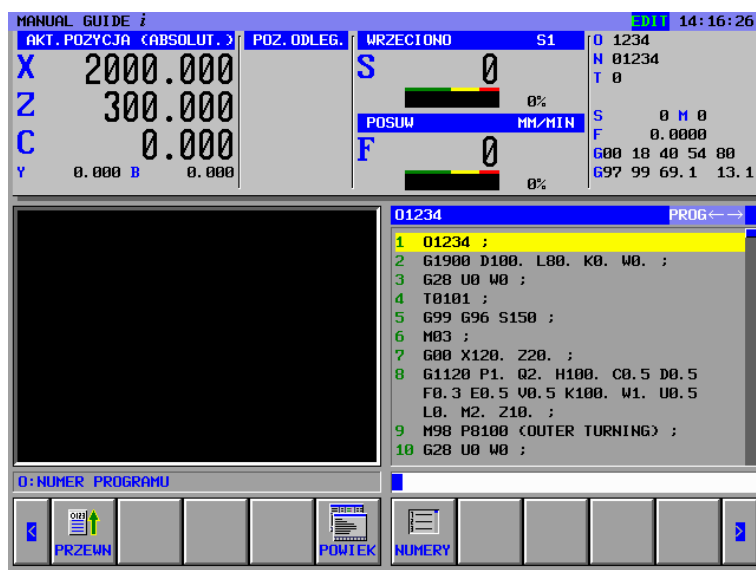 MANUAL GUIDE i
EDIT 14:16:26
AKT.POZYCJA (ABSOLUT.)
X 2000.000
Z 300.000
C 0.000
Y 0.000 B 0.000
POZ.ODLEG.
WRZECIONO S1
S 0
0%
POSUW MM/MIN
F 0
0%
O 1234
N 01234
T 0
S 0 M 0
F 0.0000
G00 18 40 54 80
G97 99 69.1 13.1
O1234 PROG←→
1 O1234 ;
2 G1900 D100. L80. K0. W0. ;
3 G28 U0 W0 ;
4 T0101 ;
5 G99 G96 S150 ;
6 M03 ;
7 G00 X120. Z20. ;
8 G1120 P1. Q2. H100. C0.5 D0.5
F0.3 E0.5 V0.5 K100. W1. U0.5
L0. M2. Z10. ;
9 M98 P8100 (OUTER TURNING) ;
10 G28 U0 W0 ;
O:NUMER PROGRAMU
< PRZEWN POWIEK NUMERY >